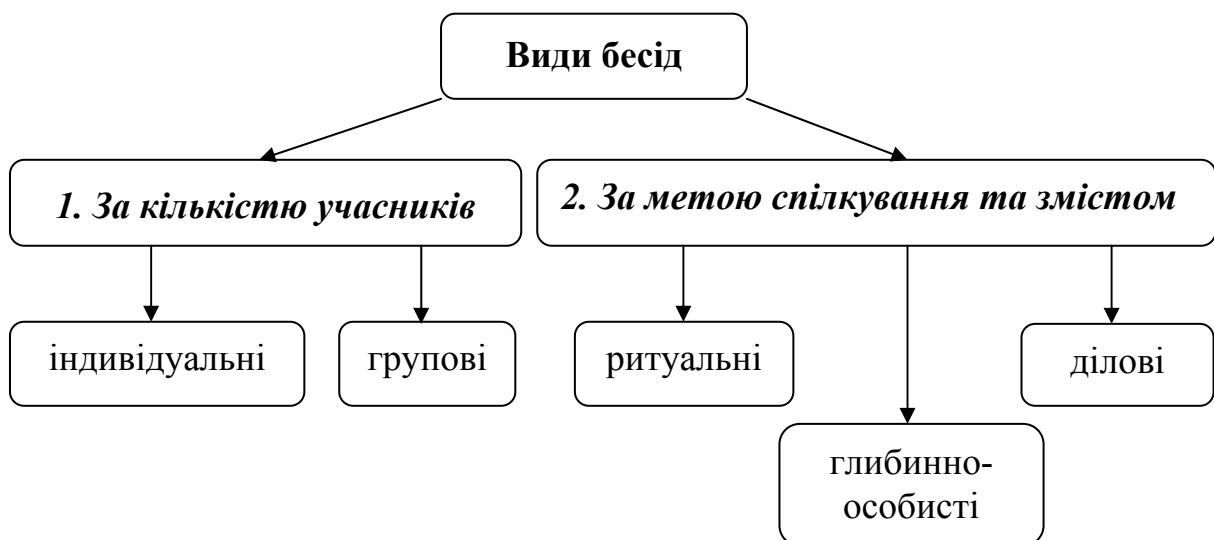 Види бесід
1. За кількістю учасників
2. За метою спілкування та змістом
індивідуальні
групові
ритуальні
ділові
глибинно-
особисті